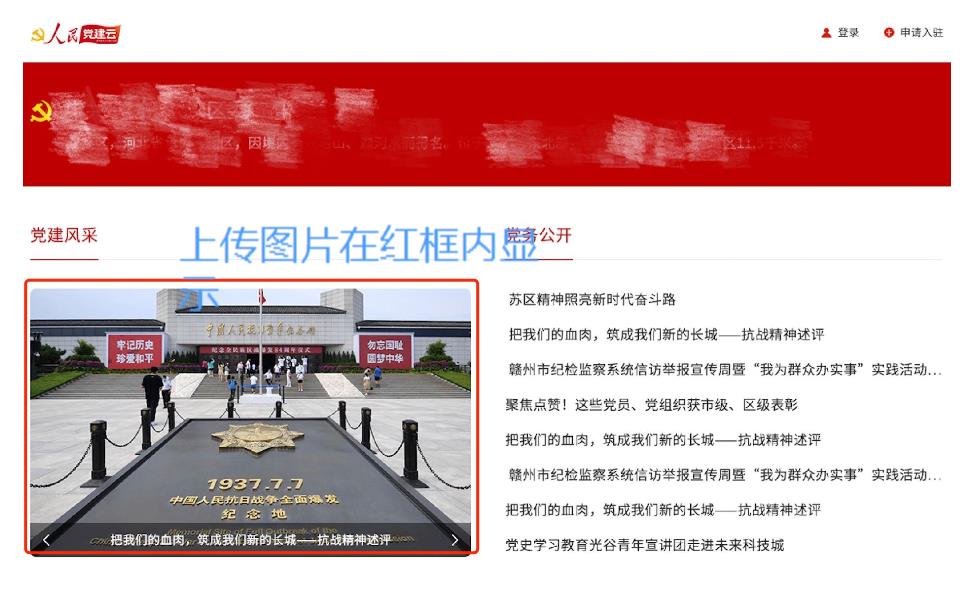 人民 党建云
登录
申请入驻
党建风采
党务公开
上传图片在红框内显
示
牢记历史
珍爱和平
勿忘国耻
圆梦中华
1937.7.7
中国人民抗日战争全面爆发
纪念地
Memorial Site of Full Outbreak of the
把我们的血肉，筑成我们新的长城——抗战精神述评
苏区精神照亮新时代奋斗路
把我们的血肉，筑成我们新的长城——抗战精神述评
赣州市纪检监察系统信访举报宣传周暨“我为群众办实事”实践活动...
聚焦点赞！这些党员、党组织获市级、区级表彰
把我们的血肉，筑成我们新的长城——抗战精神述评
赣州市纪检监察系统信访举报宣传周暨“我为群众办实事”实践活动...
把我们的血肉，筑成我们新的长城——抗战精神述评
党史学习教育光谷青年宣讲团走进未来科技城